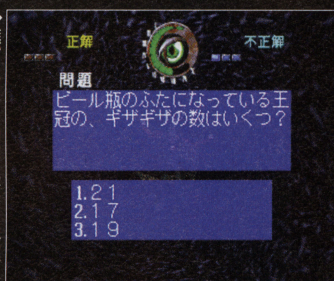 正解
不正解
問題
ビール瓶のふたになっている王
冠の、ギザギザの数はいくつ？
1.21
2.17
3.19